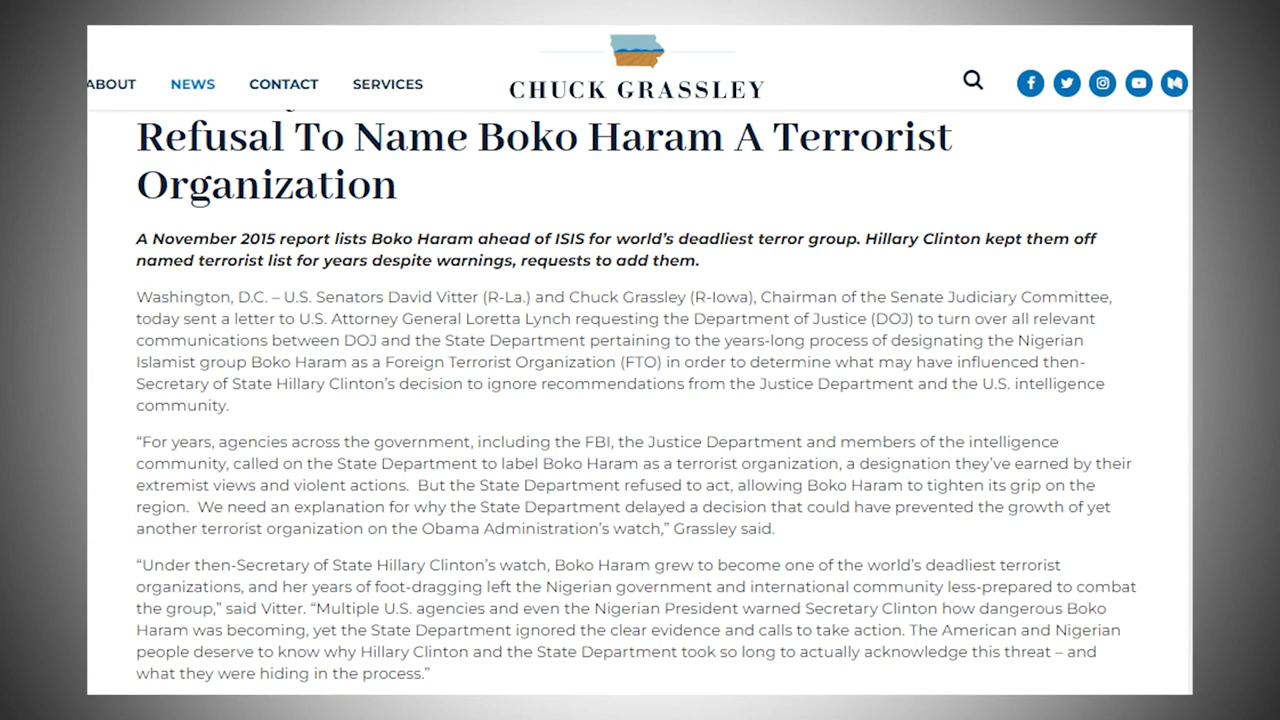 ABOUT NEWS CONTACT SERVICES
CHUCK GRASSLEY
Refusal To Name Boko Haram A Terrorist
Organization
A November 2015 report lists Boko Haram ahead of ISIS for world's deadliest terror group. Hillary Clinton kept them off
named terrorist list for years despite warnings, requests to add them.
Washington, D.C. – U.S. Senators David Vitter (R-La.) and Chuck Grassley (R-Iowa), Chairman of the Senate Judiciary Committee,
today sent a letter to U.S. Attorney General Loretta Lynch requesting the Department of Justice (DOJ) to turn over all relevant
communications between DOJ and the State Department pertaining to the years-long process of designating the Nigerian
Islamist group Boko Haram as a Foreign Terrorist Organization (FTO) in order to determine what may have influenced then-
Secretary of State Hillary Clinton's decision to ignore recommendations from the Justice Department and the U.S. intelligence
community.
“For years, agencies across the government, including the FBI, the Justice Department and members of the intelligence
community, called on the State Department to label Boko Haram as a terrorist organization, a designation they've earned by their
extremist views and violent actions.  But the State Department refused to act, allowing Boko Haram to tighten its grip on the
region.  We need an explanation for why the State Department delayed a decision that could have prevented the growth of yet
another terrorist organization on the Obama Administration's watch,” Grassley said.
“Under then-Secretary of State Hillary Clinton's watch, Boko Haram grew to become one of the world's deadliest terrorist
organizations, and her years of foot-dragging left the Nigerian government and international community less-prepared to combat
the group,” said Vitter. “Multiple U.S. agencies and even the Nigerian President warned Secretary Clinton how dangerous Boko
Haram was becoming, yet the State Department ignored the clear evidence and calls to take action. The American and Nigerian
people deserve to know why Hillary Clinton and the State Department took so long to actually acknowledge this threat – and
what they were hiding in the process.”